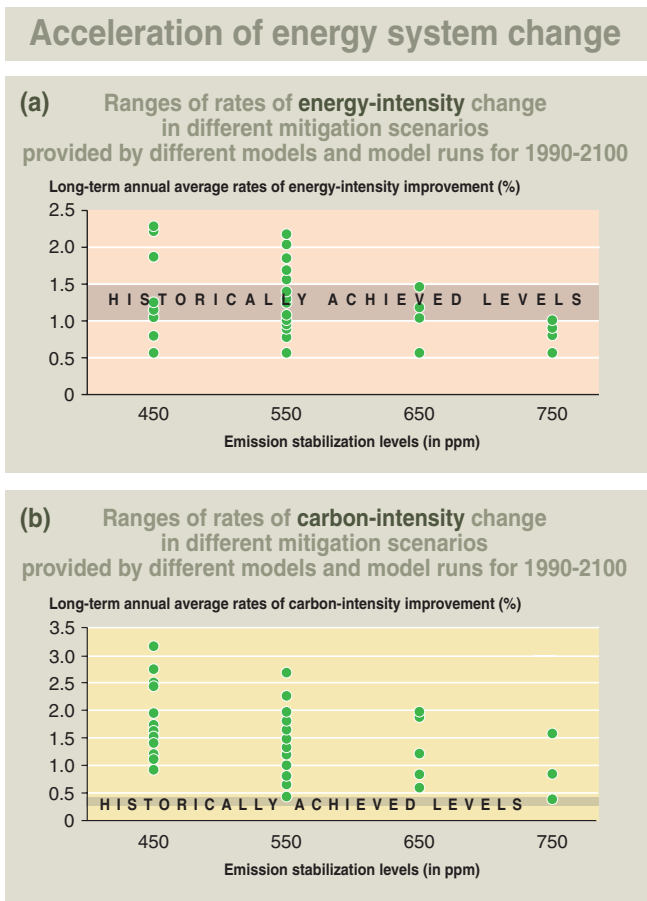 Acceleration of energy system change
(a) Ranges of rates of energy-intensity change
in different mitigation scenarios
provided by different models and model runs for 1990-2100
Long-term annual average rates of energy-intensity improvement (%)
2.5
2.0
1.5
HISTORICALLY ACHIEVED LEVELS
1.0
0.5
0
450 550 650 750
Emission stabilization levels (in ppm)
(b) Ranges of rates of carbon-intensity change
in different mitigation scenarios
provided by different models and model runs for 1990-2100
Long-term annual average rates of carbon-intensity improvement (%)
3.5
3.0
2.5
2.0
1.5
1.0
0.5
HISTORICALLY ACHIEVED LEVELS
0
450 550 650 750
Emission stabilization levels (in ppm)